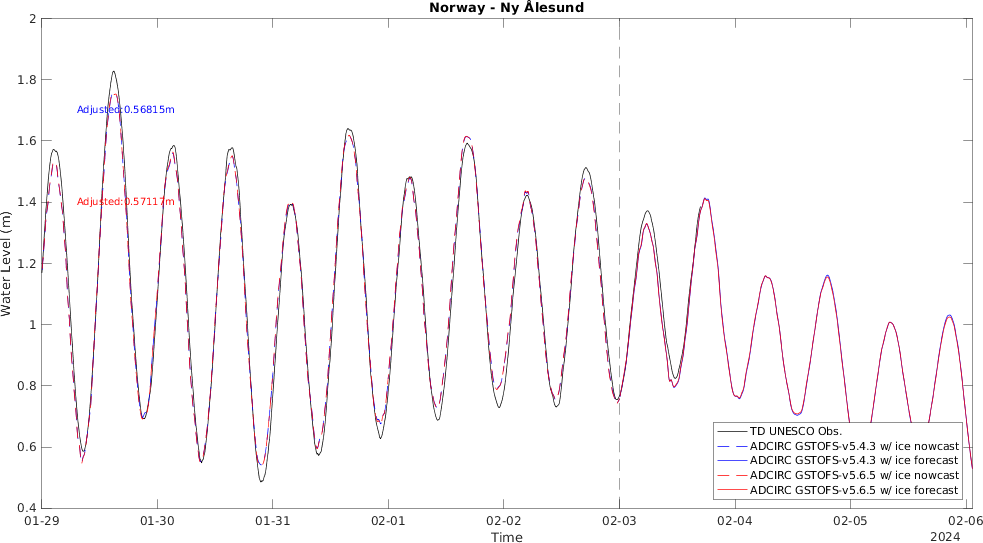 Norway - Ny Ålesund
2
1.8
1.6
1.4
1.2
1
0.8
0.6
0.4
Water Level (m)
Adjusted:0.56815m
Adjusted:0.57117m
TD UNESCO Obs.
ADCIRC GSTOFS-v5.4.3 w/ ice nowcast
ADCIRC GSTOFS-v5.4.3 w/ ice forecast
ADCIRC GSTOFS-v5.6.5 w/ ice nowcast
ADCIRC GSTOFS-v5.6.5 w/ ice forecast
01-29 01-30 01-31 02-01 02-02 02-03 02-04 02-05 02-06
Time
2024